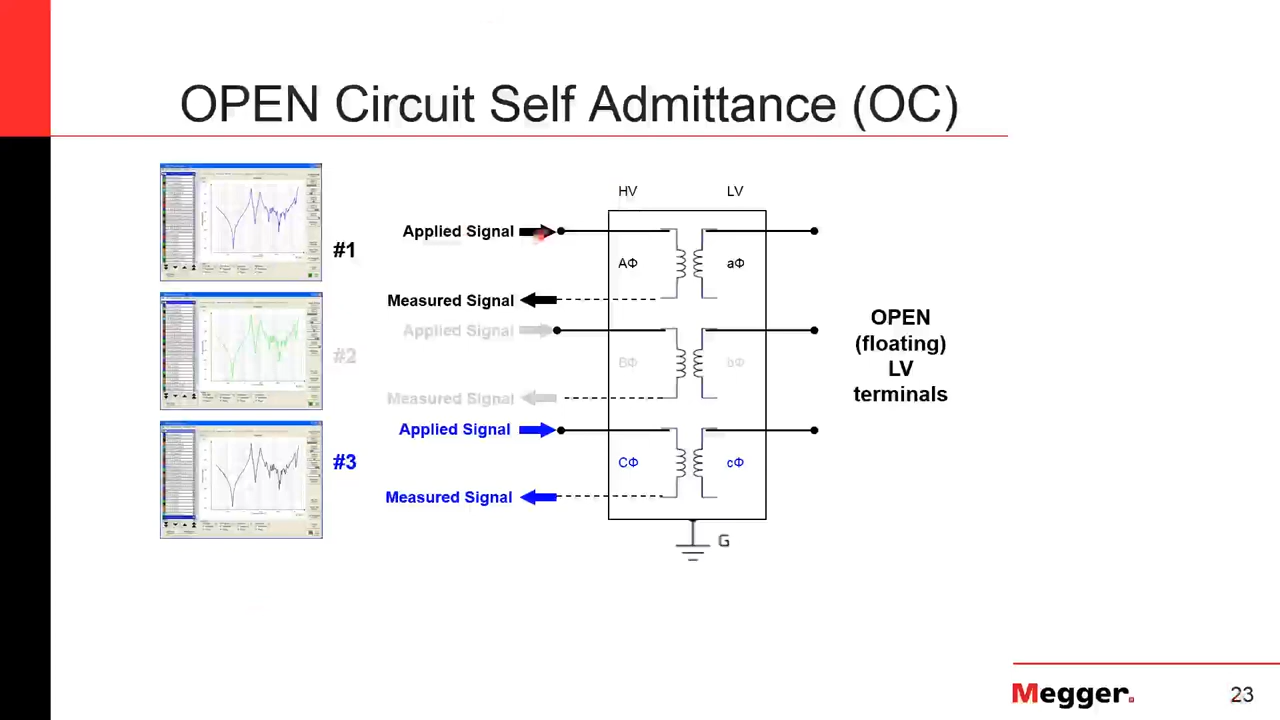 OPEN Circuit Self Admittance (OC)
HV
LV
Applied Signal
#1
AΦ
aΦ
Measured Signal
Applied Signal
#2
BΦ
bΦ
Measured Signal
OPEN
(floating)
LV
terminals
Applied Signal
#3
CΦ
cΦ
Measured Signal
G
Megger.
23